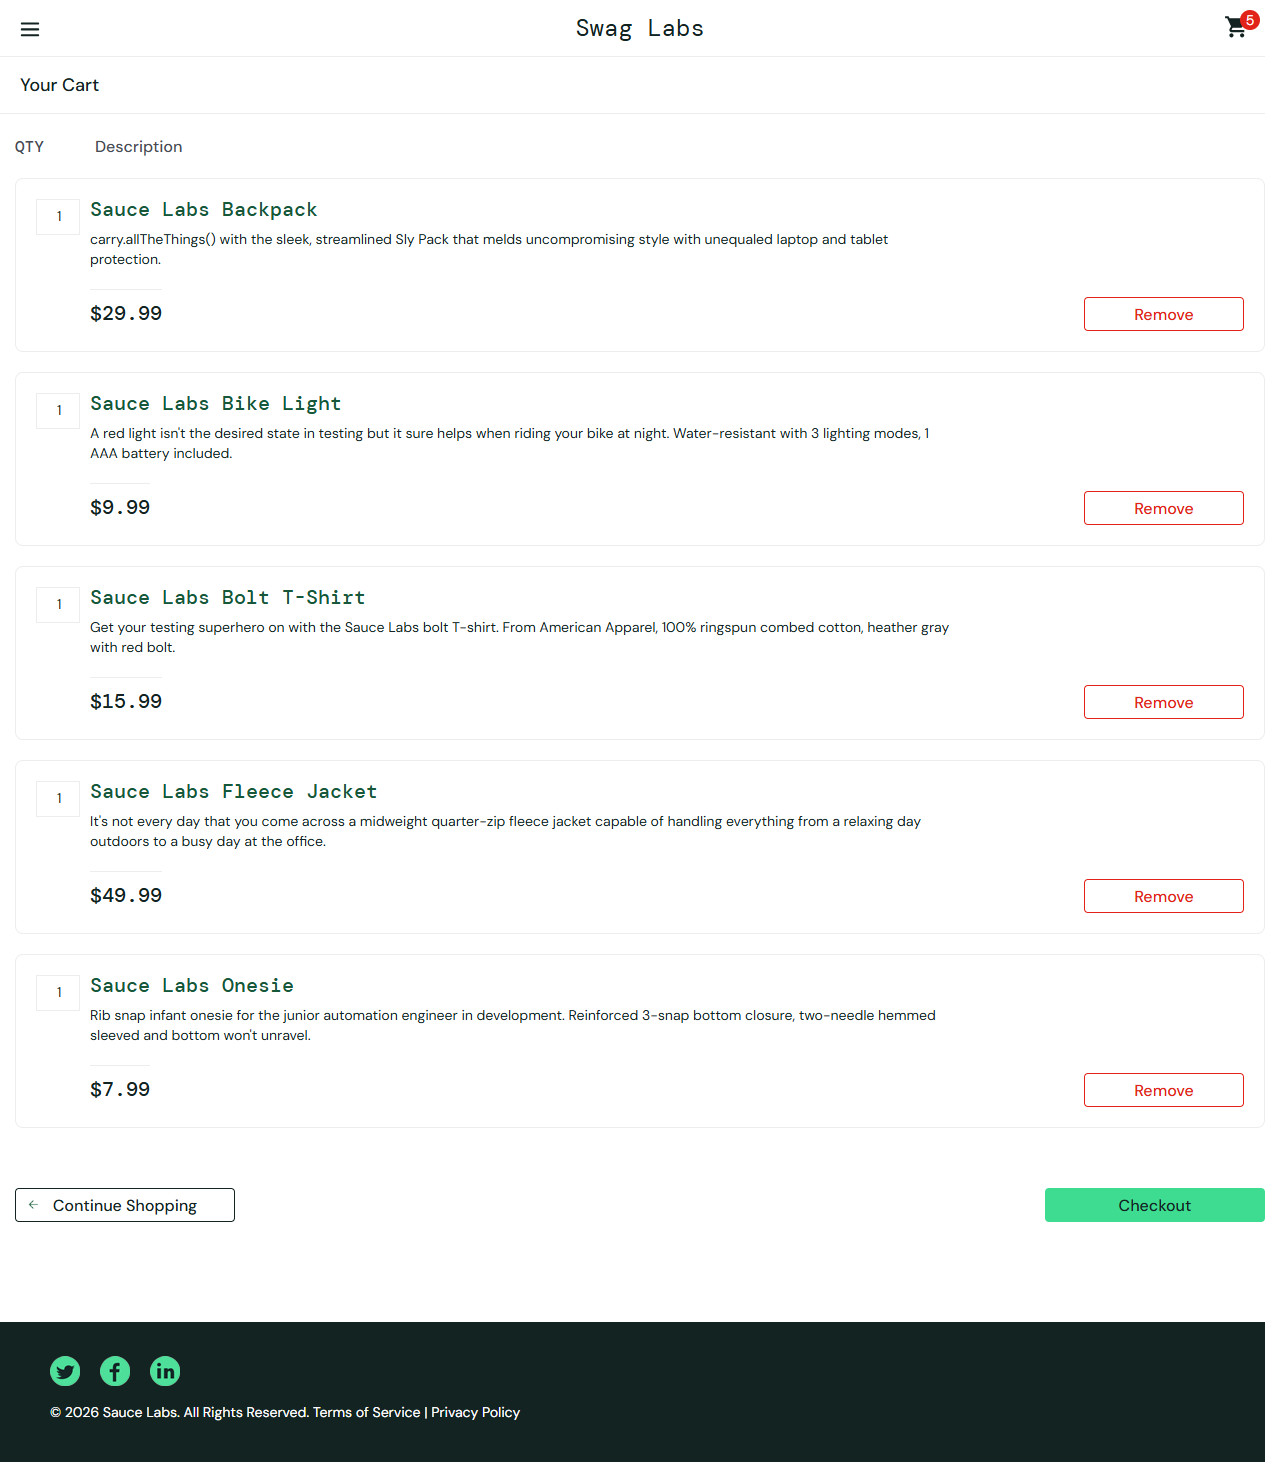 Swag Labs
5
Your Cart
QTY Description
1
Sauce Labs Backpack
carry.allTheThings() with the sleek, streamlined Sly Pack that melds uncompromising style with unequaled laptop and tablet
protection.
$29.99
Remove
1
Sauce Labs Bike Light
A red light isn't the desired state in testing but it sure helps when riding your bike at night. Water-resistant with 3 lighting modes, 1
AAA battery included.
$9.99
Remove
1
Sauce Labs Bolt T-Shirt
Get your testing superhero on with the Sauce Labs bolt T-shirt. From American Apparel, 100% ringspun combed cotton, heather gray
with red bolt.
$15.99
Remove
1
Sauce Labs Fleece Jacket
It's not every day that you come across a midweight quarter-zip fleece jacket capable of handling everything from a relaxing day
outdoors to a busy day at the office.
$49.99
Remove
1
Sauce Labs Onesie
Rib snap infant onesie for the junior automation engineer in development. Reinforced 3-snap bottom closure, two-needle hemmed
sleeved and bottom won't unravel.
$7.99
Remove
Continue Shopping
Checkout
© 2026 Sauce Labs. All Rights Reserved. Terms of Service | Privacy Policy